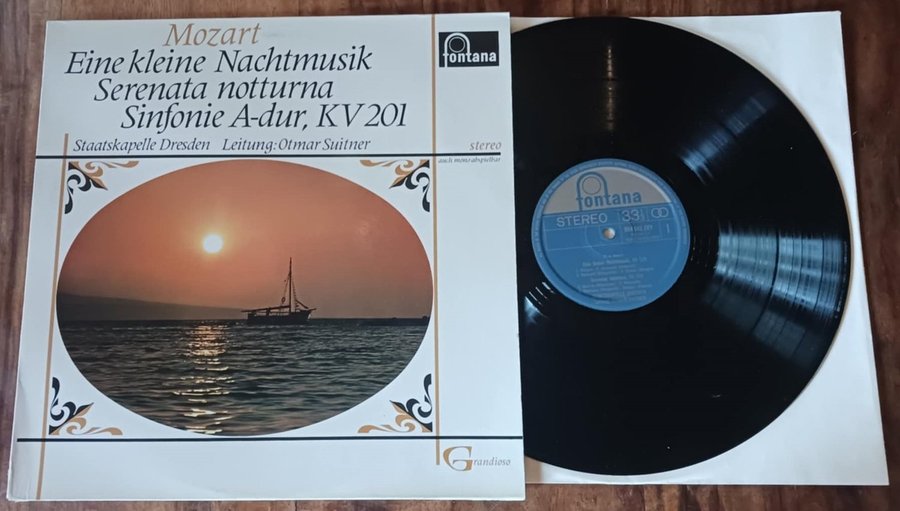 Mozart
Eine kleine Nachtmusik
Serenata notturna
Sinfonie A-dur, KV 201
Staatskapelle Dresden Leitung: Otmar Suitner
fontana
stereo
auch mono abspielbar
Grandioso
fontana
STEREO 33
1